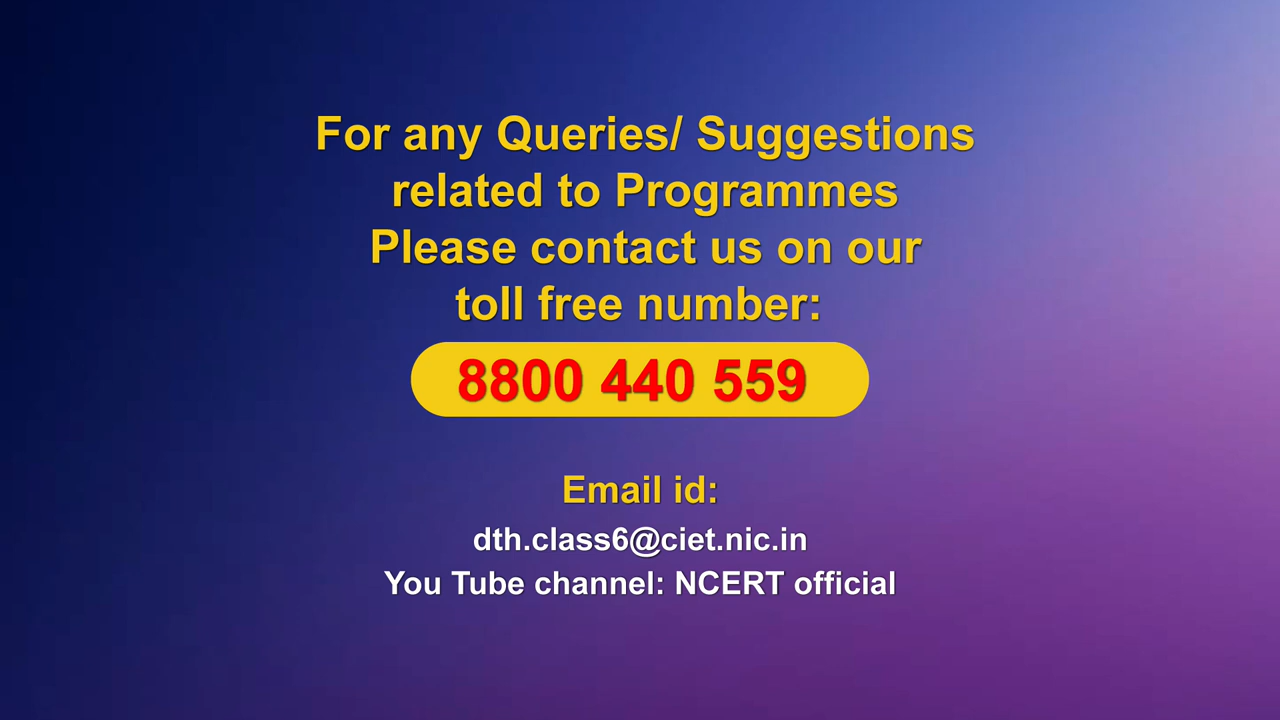 For any Queries/ Suggestions
related to Programmes
Please contact us on our
toll free number:
8800 440 559
Email id:
dth.class6@ciet.nic.in
You Tube channel: NCERT official